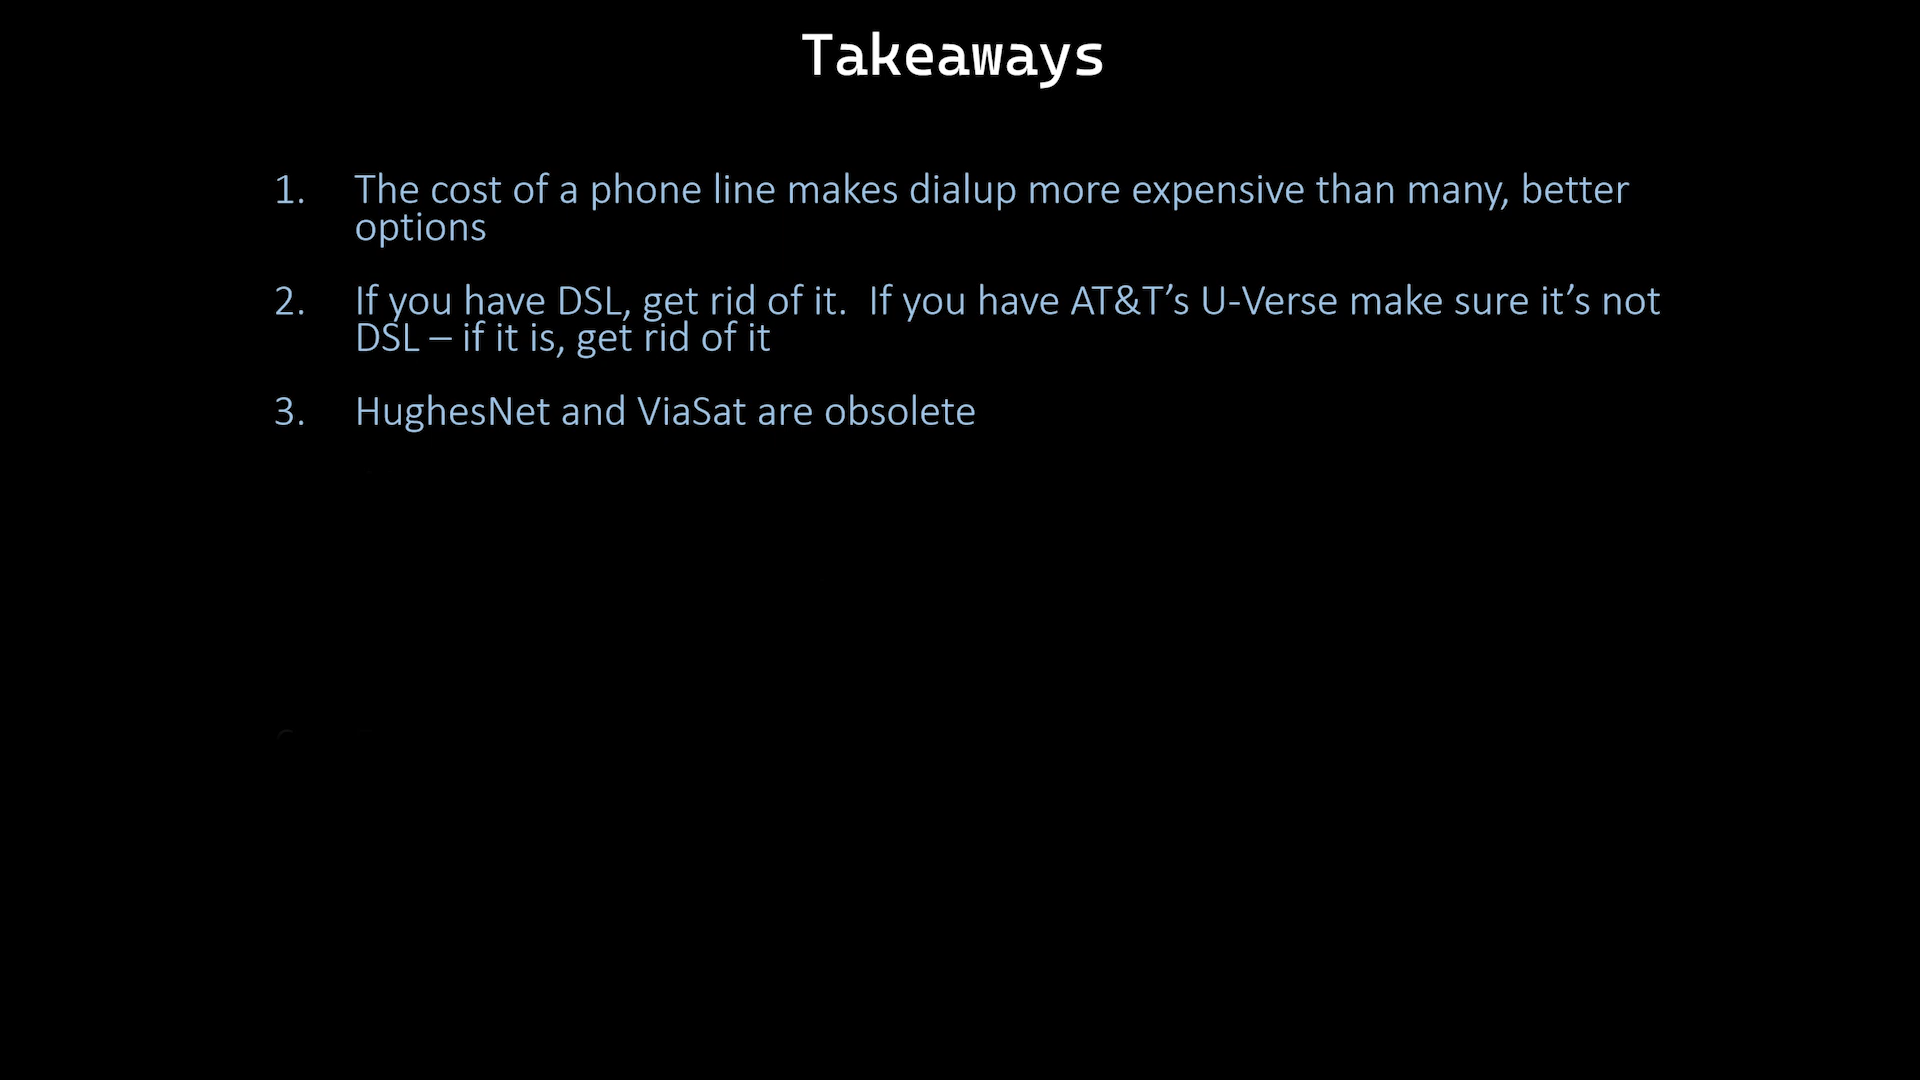 Takeaways
1. The cost of a phone line makes dialup more expensive than many, better
options
2. If you have DSL, get rid of it.  If you have AT&T’s U-Verse make sure it’s not
DSL – if it is, get rid of it
3. HughesNet and ViaSat are obsolete